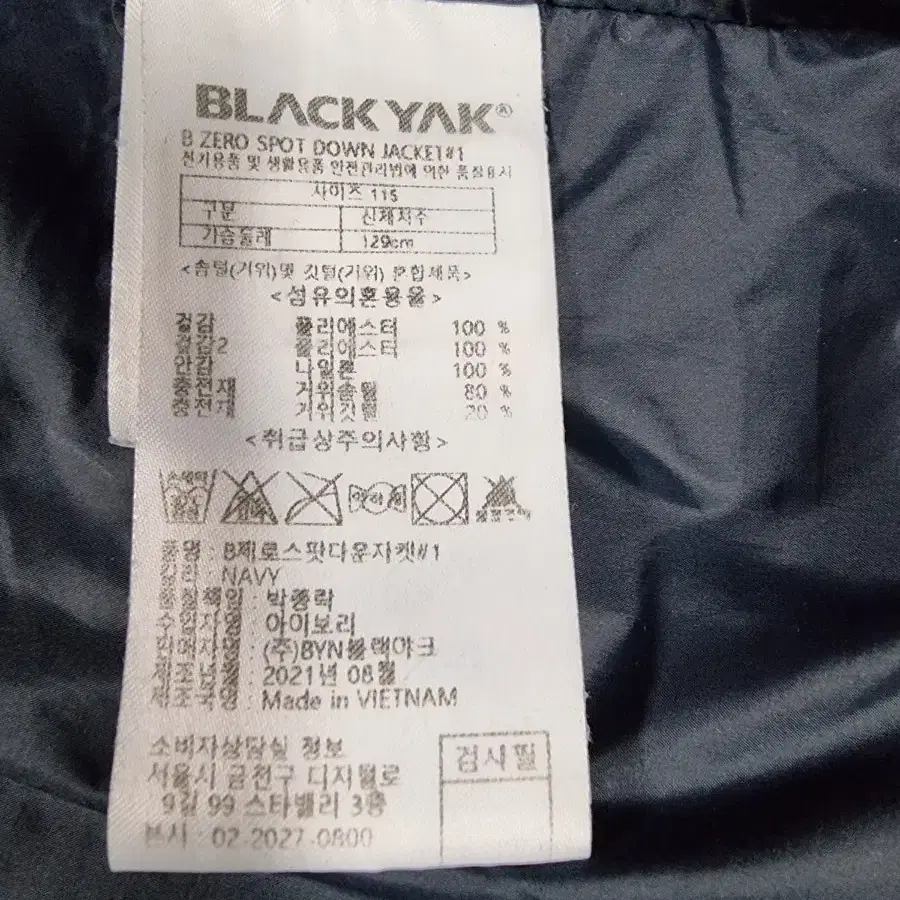 BLACKYAK®
B ZERO SPOT DOWN JACKET#1
전기용품 및 생활용품 안전관리법에 의한 품질표시
사이즈 115
구분 신체치수
가슴둘레 129cm
<솜털(거위)및 깃털(거위) 혼합제품>
<섬유의혼용율>
겉감 폴리에스터 100 %
겉감2 폴리에스터 100 %
안감 나일론 100 %
충전재 거위솜털 80 %
충전재 거위깃털 20 %
<취급상주의사항>
품명 : B제로스팟다운자켓#1
NAVY
품질책임 : 박종락
수입자명 : 아이보리
판매자명 : (주)BYN블랙야크
제조년월 : 2021년 08월
제조국명 : Made in VIETNAM
소비자상담실 정보
서울시 금천구 디지털로
9길 99 스타밸리 3층
본사 : 02-2027-0800
검사필